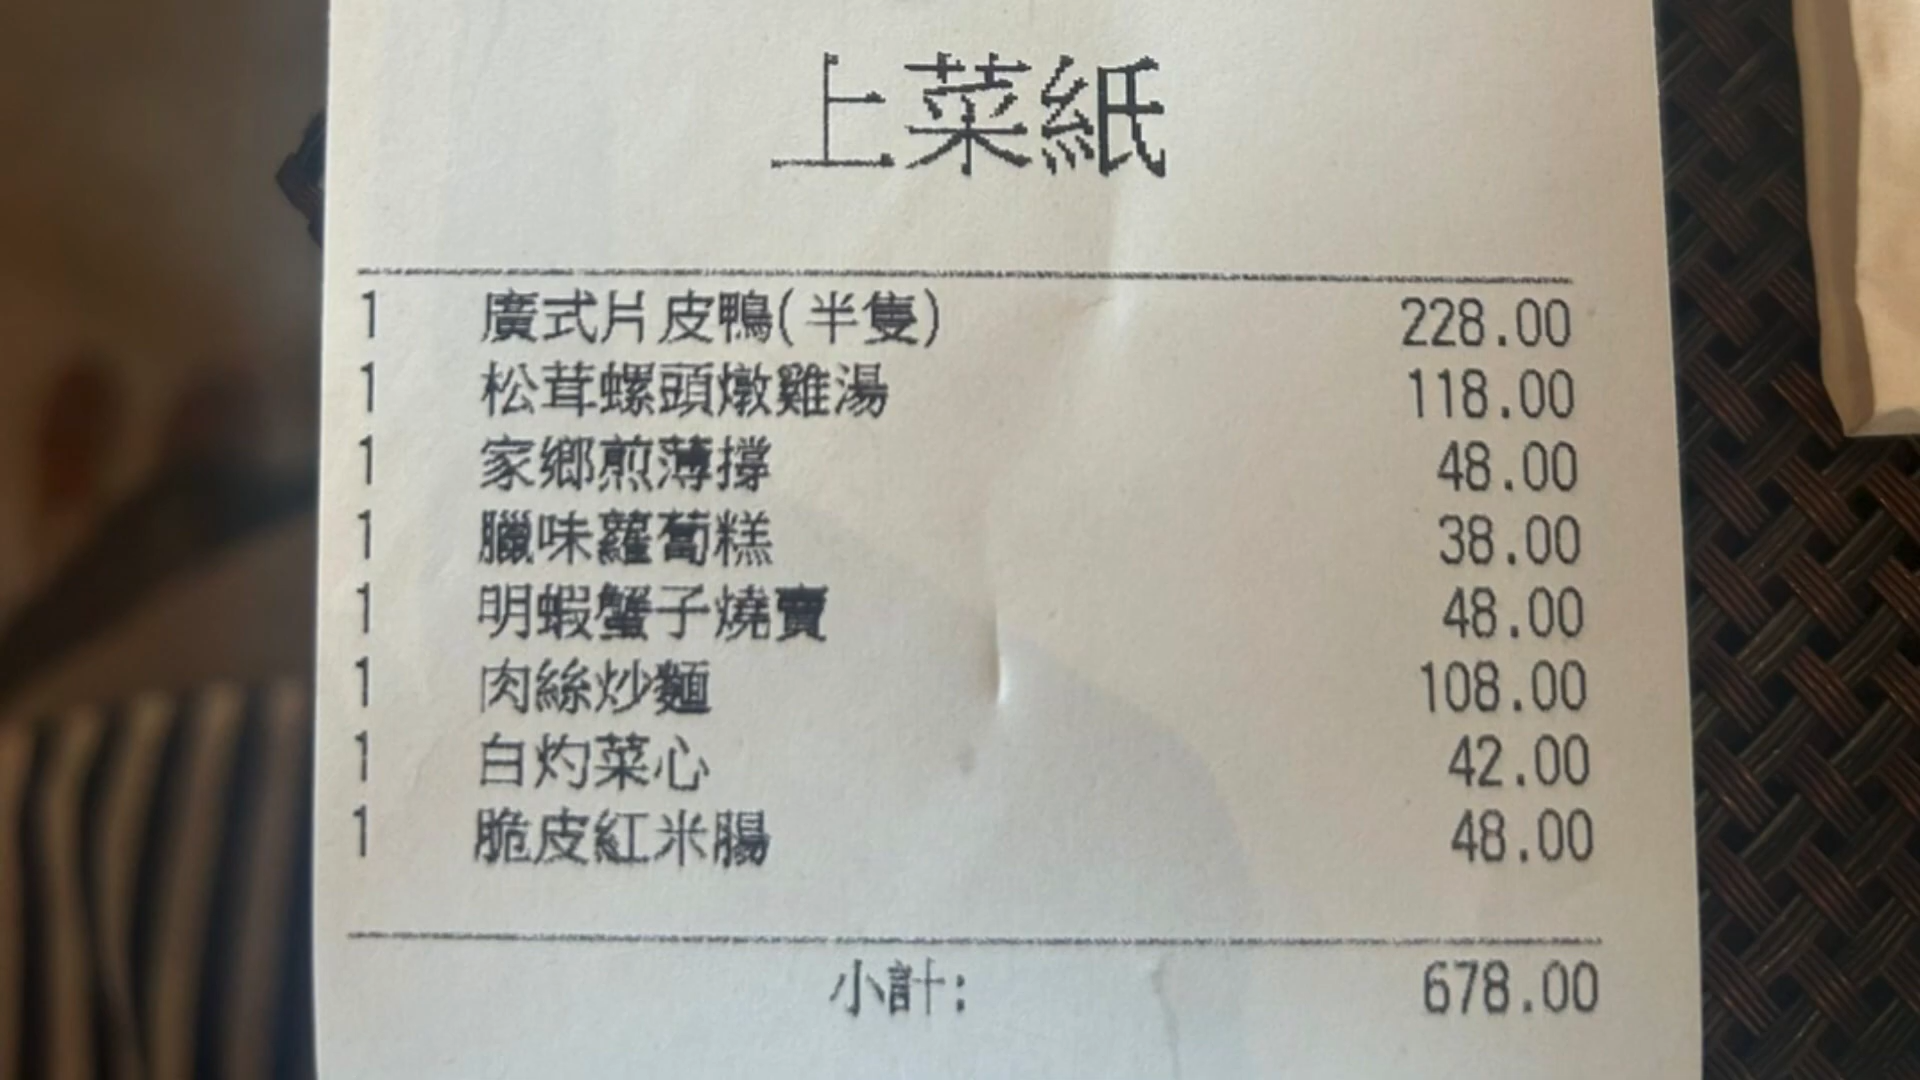 上菜紙
1 廣式片皮鴨(半隻) 228.00
1 松茸螺頭燉雞湯 118.00
1 家鄉煎薄撐 48.00
1 臘味蘿蔔糕 38.00
1 明蝦蟹子燒賣 48.00
1 肉絲炒麵 108.00
1 白灼菜心 42.00
1 脆皮紅米腸 48.00
小計: 678.00